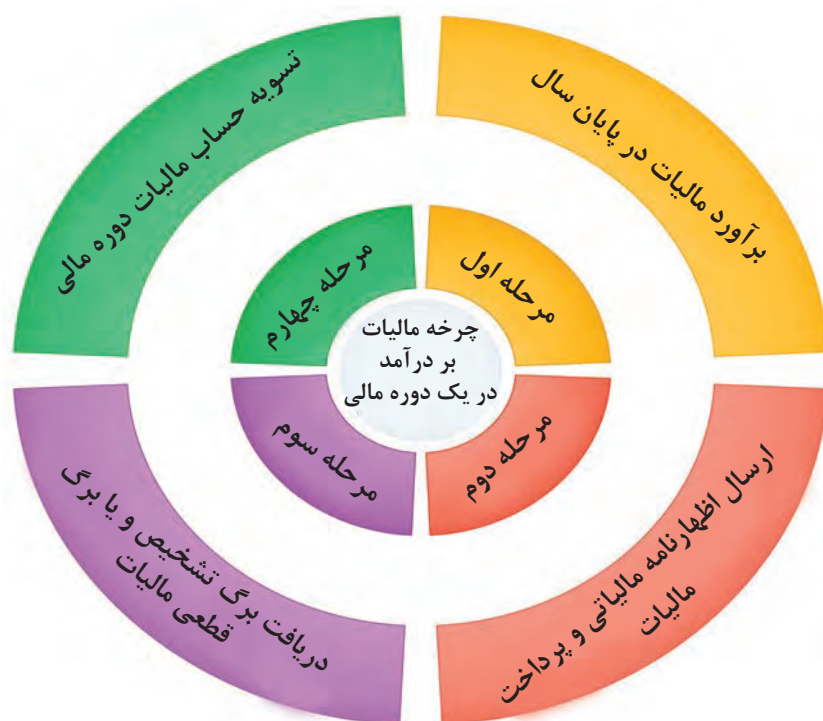 چرخه مالیات
بر درآمد
در یک دوره مالی
مرحله اول
برآورد مالیات در پایان سال
مرحله دوم
ارسال اظهارنامه مالیاتی و پرداخت
مالیات
مرحله سوم
دریافت برگ تشخیص و یا برگ
قطعی مالیات
مرحله چهارم
تسویه حساب مالیات دوره مالی